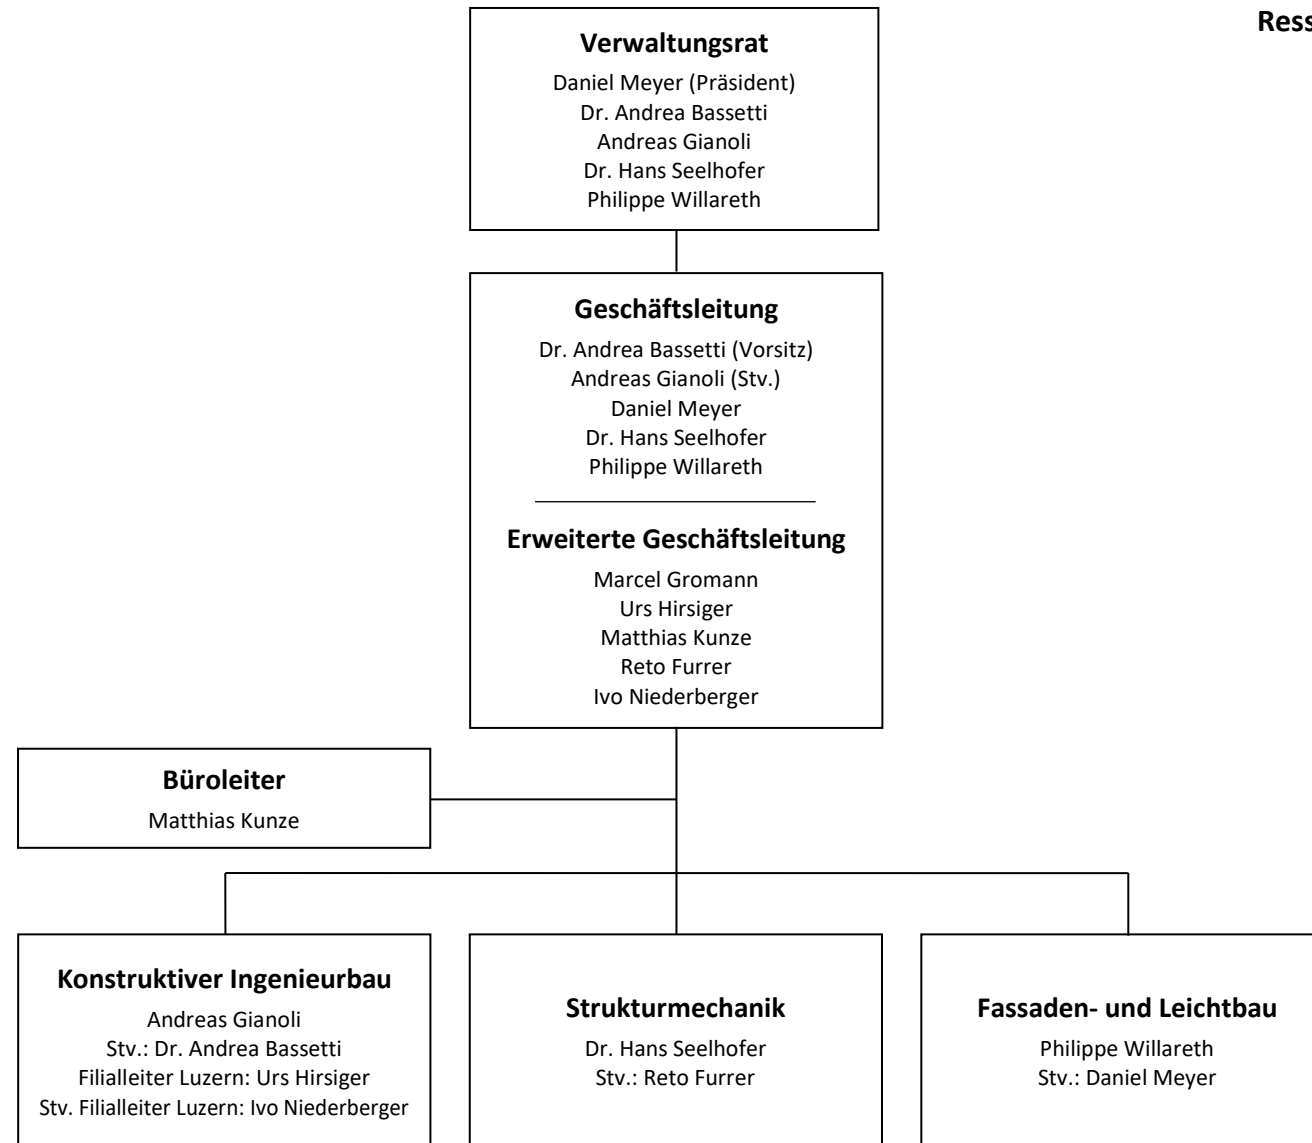 Verwaltungsrat
Daniel Meyer (Präsident)
Dr. Andrea Bassetti
Andreas Gianoli
Dr. Hans Seelhofer
Philippe Willareth
Geschäftsleitung
Dr. Andrea Bassetti (Vorsitz)
Andreas Gianoli (Stv.)
Daniel Meyer
Dr. Hans Seelhofer
Philippe Willareth
Erweiterte Geschäftsleitung
Marcel Gromann
Urs Hirsiger
Matthias Kunze
Reto Furrer
Ivo Niederberger
Büroleiter
Matthias Kunze
Konstruktiver Ingenieurbau
Andreas Gianoli
Stv.: Dr. Andrea Bassetti
Filialleiter Luzern: Urs Hirsiger
Stv. Filialleiter Luzern: Ivo Niederberger
Strukturmechanik
Dr. Hans Seelhofer
Stv.: Reto Furrer
Fassaden- und Leichtbau
Philippe Willareth
Stv.: Daniel Meyer